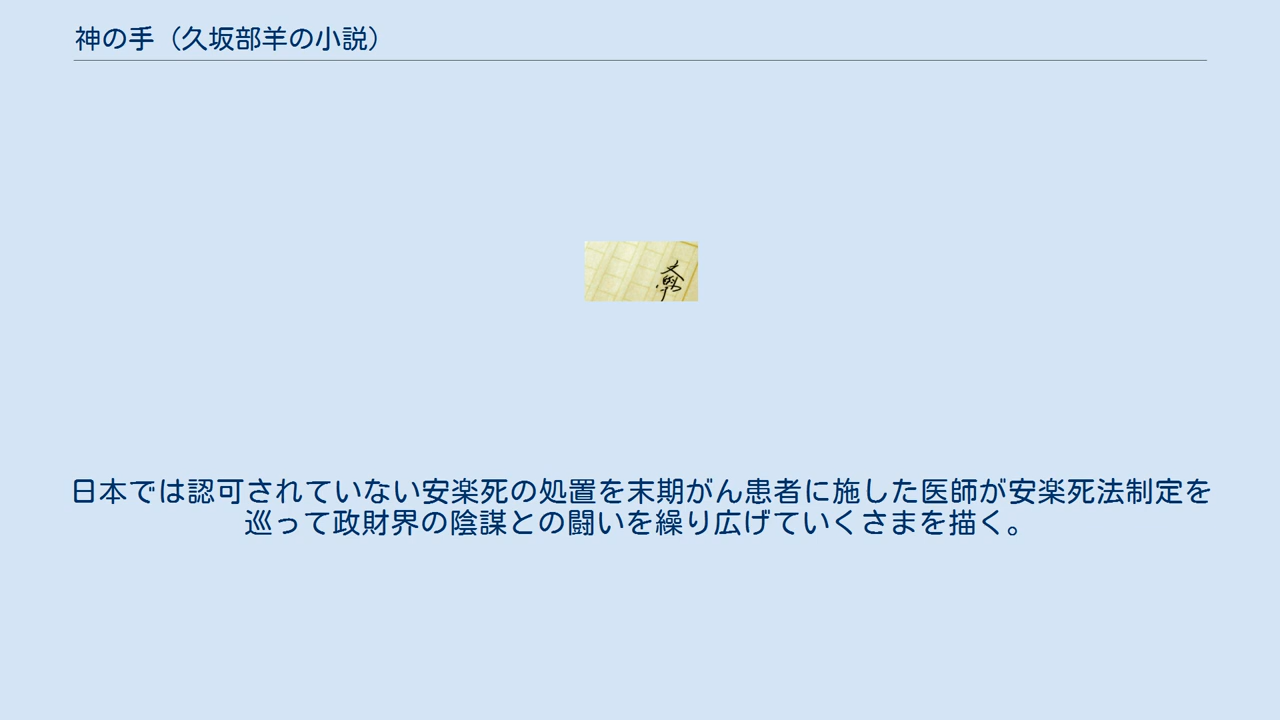 神の手（久坂部羊の小説）
日本では認可されていない安楽死の処置を末期がん患者に施した医師が安楽死法制定を
巡って政財界の陰謀との闘いを繰り広げていくさまを描く。